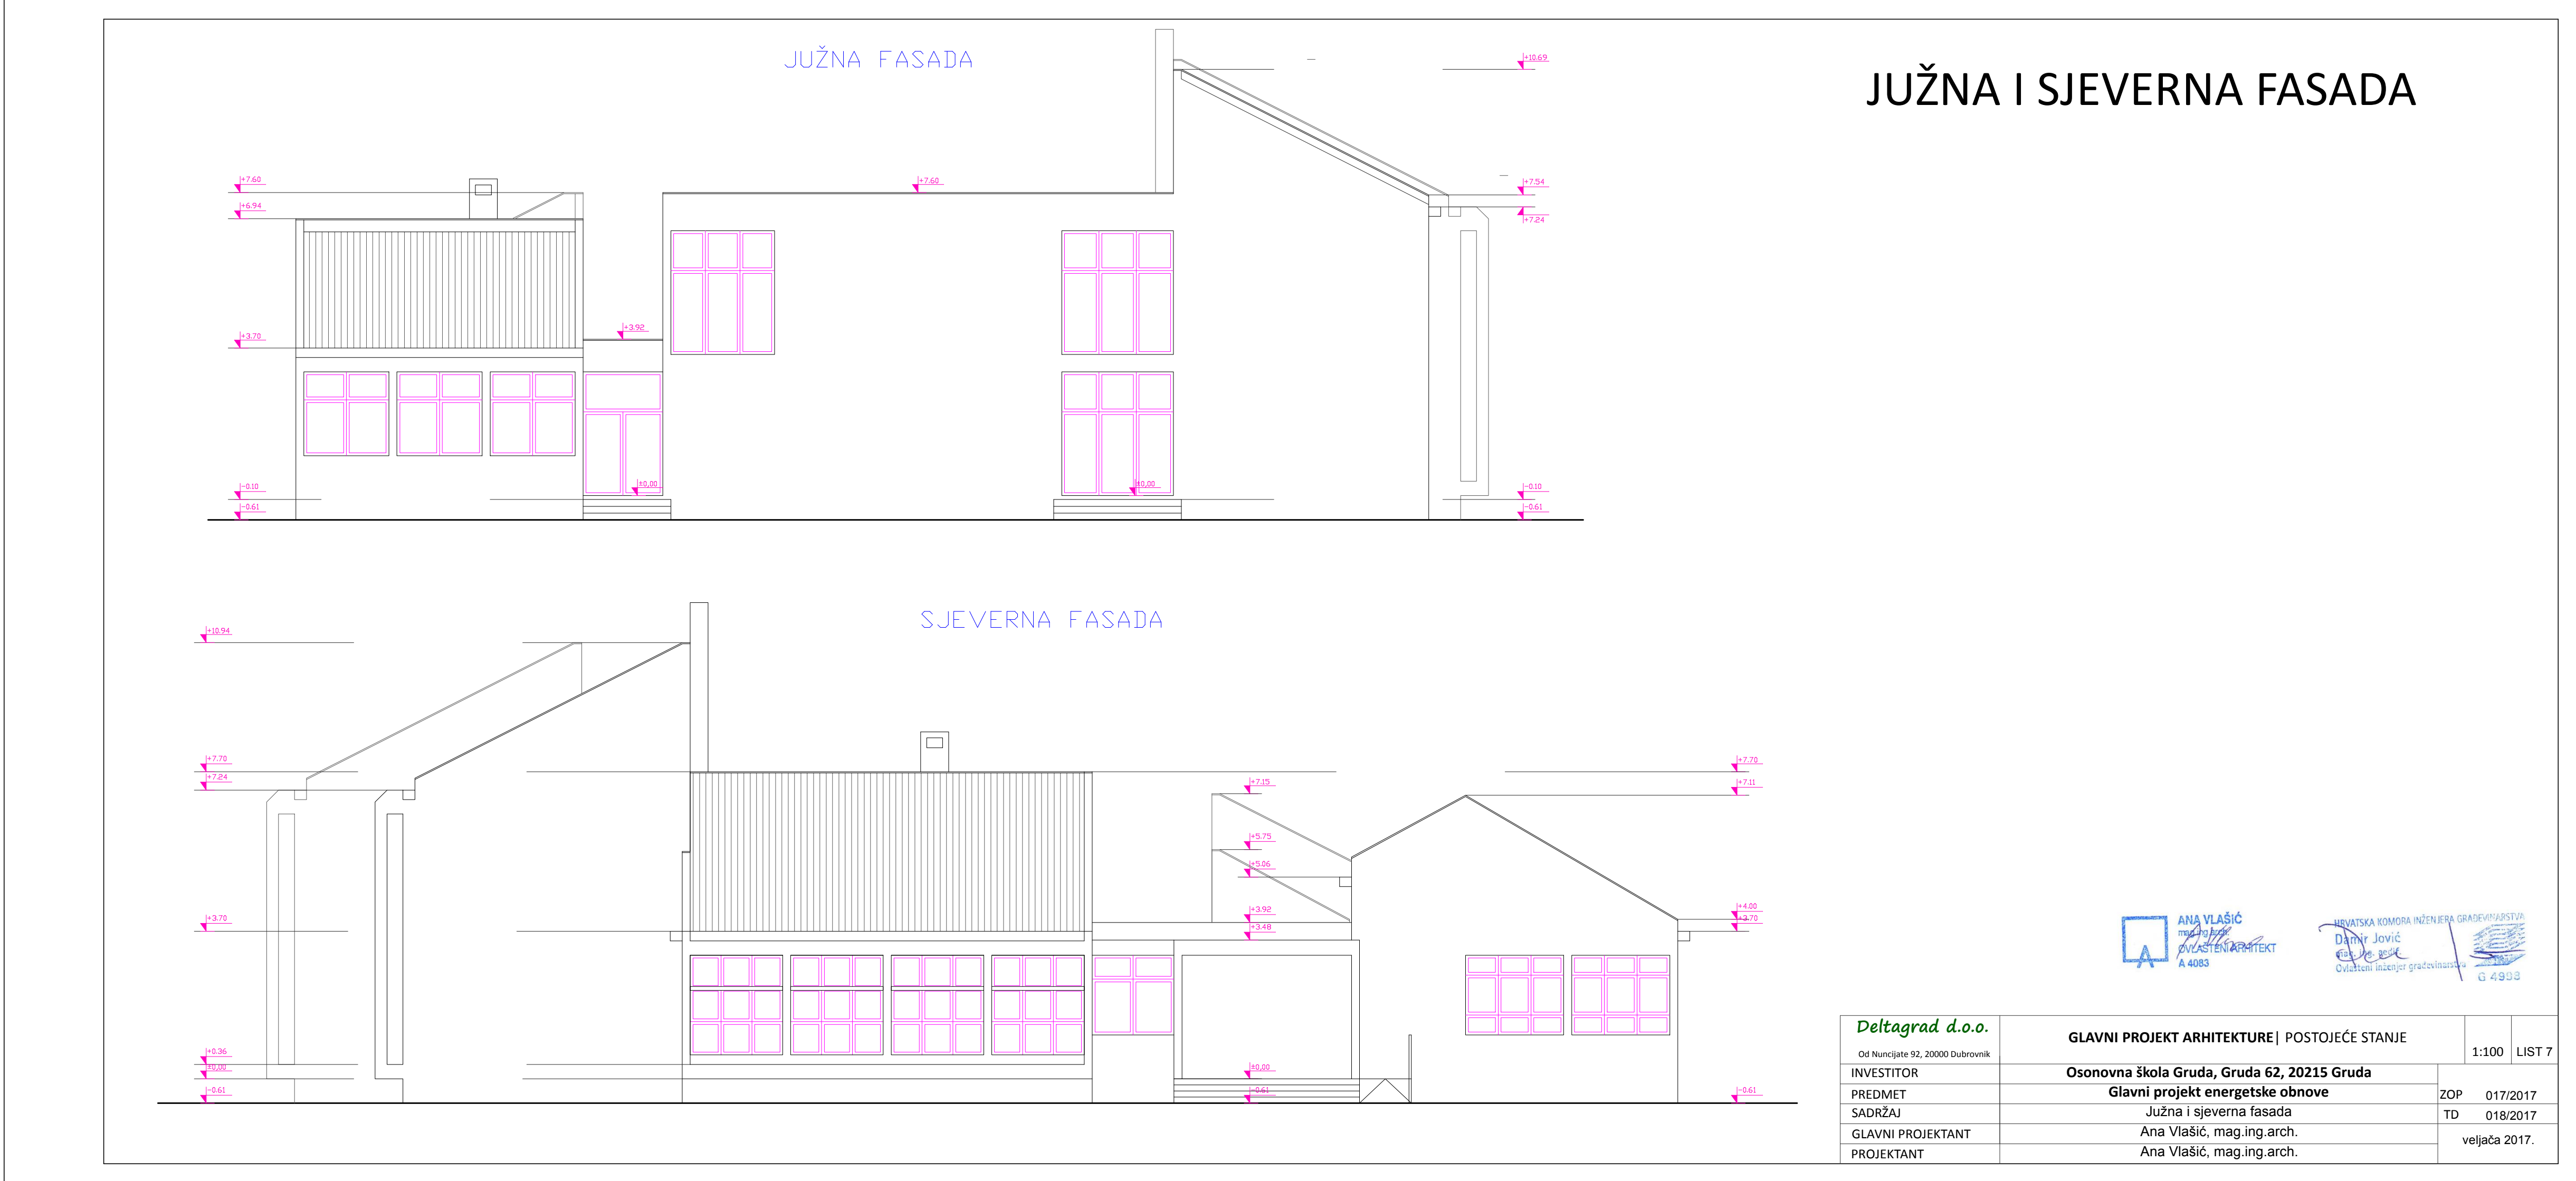 JUŽNA FASADA
JUŽNA I SJEVERNA FASADA
+10.69
+7.60
+7.60
+7.54
+6.94
+7.24
+3.92
+3.70
±0,00
±0,00
-0.10
-0.10
-0.61
-0.61
SJEVERNA FASADA
+10.94
+7.70
+7.70
+7.24
+7.15
+7.11
+5.75
+5.06
+3.92
+4.00
+3.70
+3.70
+3.48
+0.36
±0,00
±0,00
-0.61
-0.61
-0.61
ANA VLAŠIĆ
mag.ing.arch.
OVLAŠTENI ARHITEKT
A 4083
HRVATSKA KOMORA INŽENJERA GRAĐEVINARSTVA
Damir Jović
Ovlašteni inženjer građevinarstva
G 4998
Deltagrad d.o.o.
Od Nuncijate 92, 20000 Dubrovnik
GLAVNI PROJEKT ARHITEKTURE| POSTOJEĆE STANJE
1:100 LIST 7
INVESTITOR Osonovna škola Gruda, Gruda 62, 20215 Gruda
PREDMET Glavni projekt energetske obnove
ZOP 017/2017
SADRŽAJ Južna i sjeverna fasada
TD 018/2017
GLAVNI PROJEKTANT Ana Vlašić, mag.ing.arch.
veljača 2017.
PROJEKTANT Ana Vlašić, mag.ing.arch.